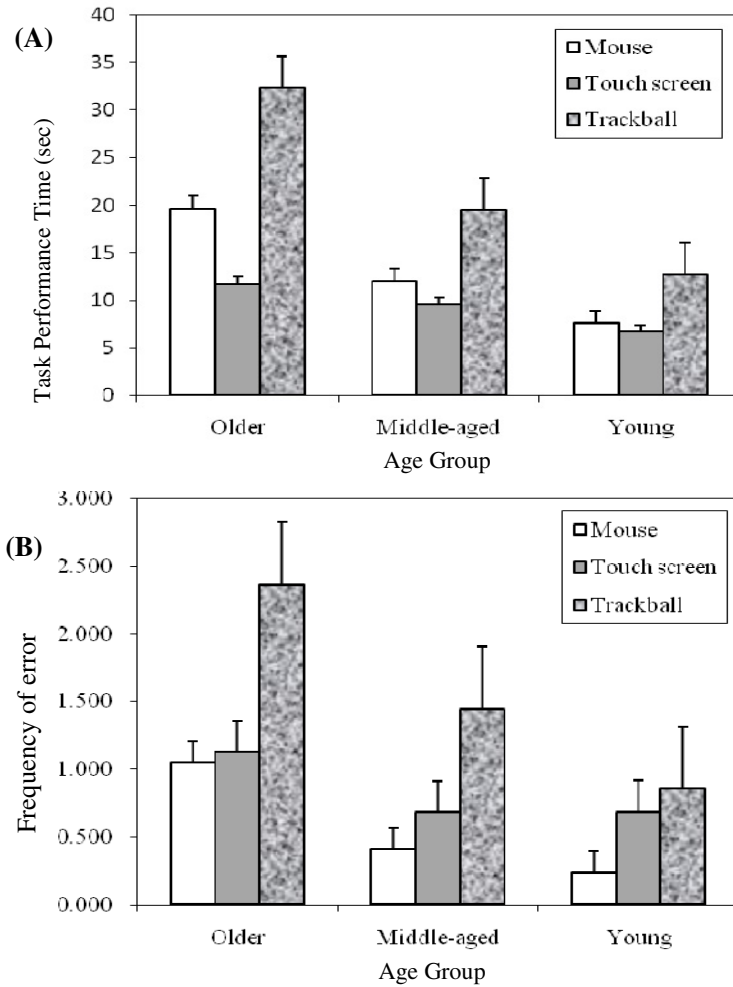 (A)
Task Performance Time (sec)
40
35
30
25
20
15
10
5
0
Mouse
Touch screen
Trackball
Older Middle-aged Young
Age Group
(B)
Frequency of error
3.000
2.500
2.000
1.500
1.000
0.500
0.000
Mouse
Touch screen
Trackball
Older Middle-aged Young
Age Group